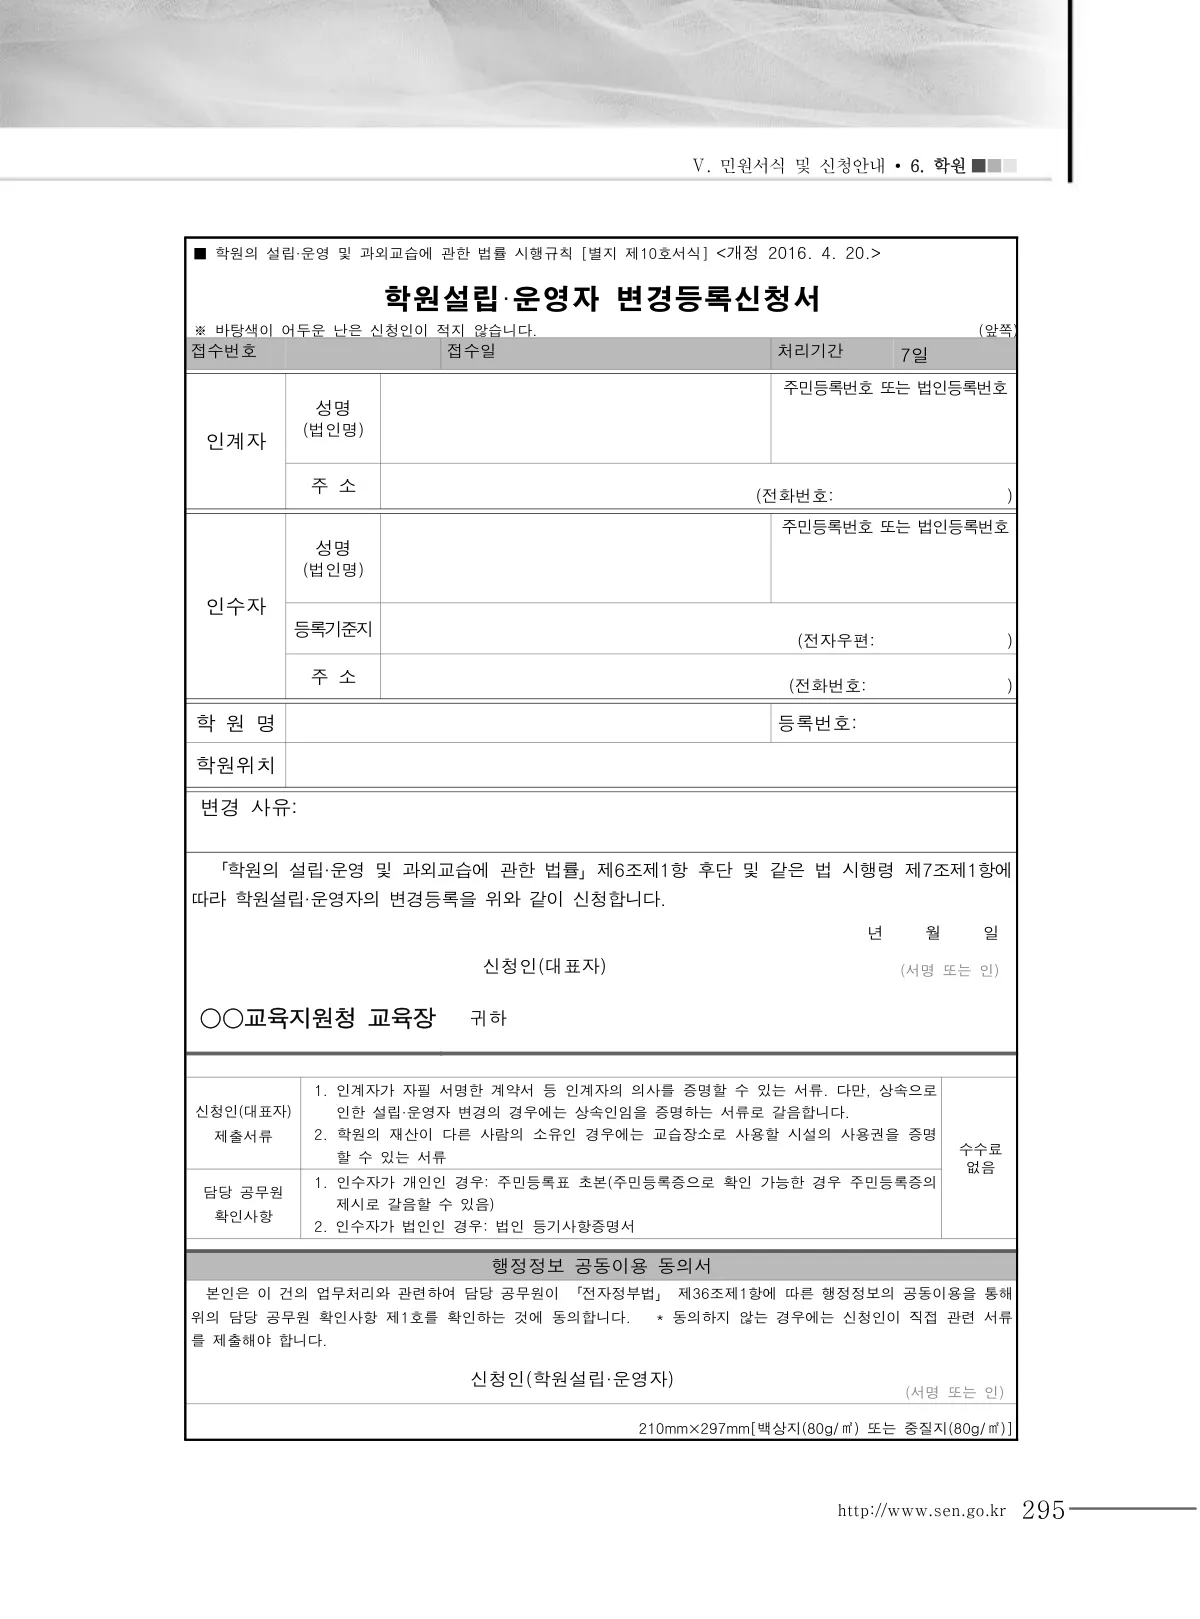 Ⅴ. 민원서식 및 신청안내 • 6. 학원
■ 학원의 설립·운영 및 과외교습에 관한 법률 시행규칙 [별지 제10호서식] <개정 2016. 4. 20.>
학원설립·운영자 변경등록신청서
※ 바탕색이 어두운 난은 신청인이 적지 않습니다. (앞쪽)
접수번호 접수일 처리기간 7일
인계자
성명
(법인명)
주민등록번호 또는 법인등록번호
주 소
(전화번호: )
인수자
성명
(법인명)
주민등록번호 또는 법인등록번호
등록기준지
(전자우편: )
주 소
(전화번호: )
학 원 명 등록번호:
학원위치
변경 사유:
「학원의 설립·운영 및 과외교습에 관한 법률」제6조제1항 후단 및 같은 법 시행령 제7조제1항에
따라 학원설립·운영자의 변경등록을 위와 같이 신청합니다.
년 월 일
신청인(대표자) (서명 또는 인)
○○교육지원청 교육장 귀하
신청인(대표자)
제출서류
1. 인계자가 자필 서명한 계약서 등 인계자의 의사를 증명할 수 있는 서류. 다만, 상속으로
인한 설립·운영자 변경의 경우에는 상속인임을 증명하는 서류로 갈음합니다.
2. 학원의 재산이 다른 사람의 소유인 경우에는 교습장소로 사용할 시설의 사용권을 증명
할 수 있는 서류
수수료
없음
담당 공무원
확인사항
1. 인수자가 개인인 경우: 주민등록표 초본(주민등록증으로 확인 가능한 경우 주민등록증의
제시로 갈음할 수 있음)
2. 인수자가 법인인 경우: 법인 등기사항증명서
행정정보 공동이용 동의서
본인은 이 건의 업무처리와 관련하여 담당 공무원이 「전자정부법」 제36조제1항에 따른 행정정보의 공동이용을 통해
위의 담당 공무원 확인사항 제1호를 확인하는 것에 동의합니다. * 동의하지 않는 경우에는 신청인이 직접 관련 서류
를 제출해야 합니다.
신청인(학원설립·운영자) (서명 또는 인)
210mm×297mm[백상지(80g/㎡) 또는 중질지(80g/㎡)]
http://www.sen.go.kr 295